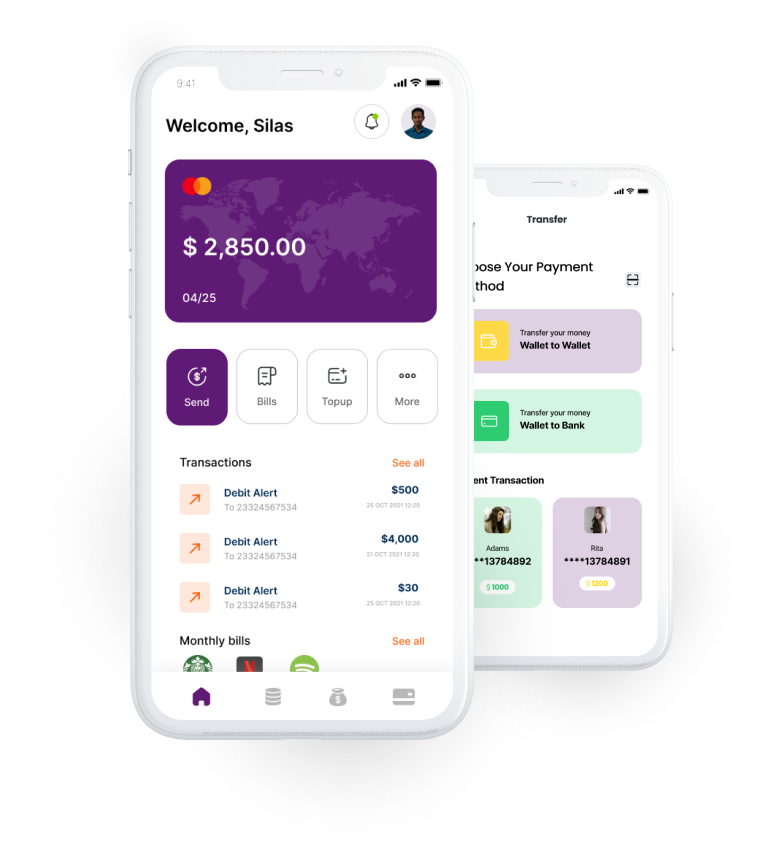 9:41
Welcome, Silas
$ 2,850.00
04/25
Send
Bills
Topup
More
Transactions
See all
Debit Alert
$500
To 23324567534
25 OCT 2021 12:20
Debit Alert
$4,000
To 23324567534
21 OCT 2021 12:20
Debit Alert
$30
To 23324567534
25 OCT 2021 12:20
Monthly bills
See all
Transfer
oose Your Payment
thod
Transfer your money
Wallet to Wallet
Transfer your money
Wallet to Bank
ent Transaction
Adams
**13784892
$ 1000
Rita
****13784891
$ 1200